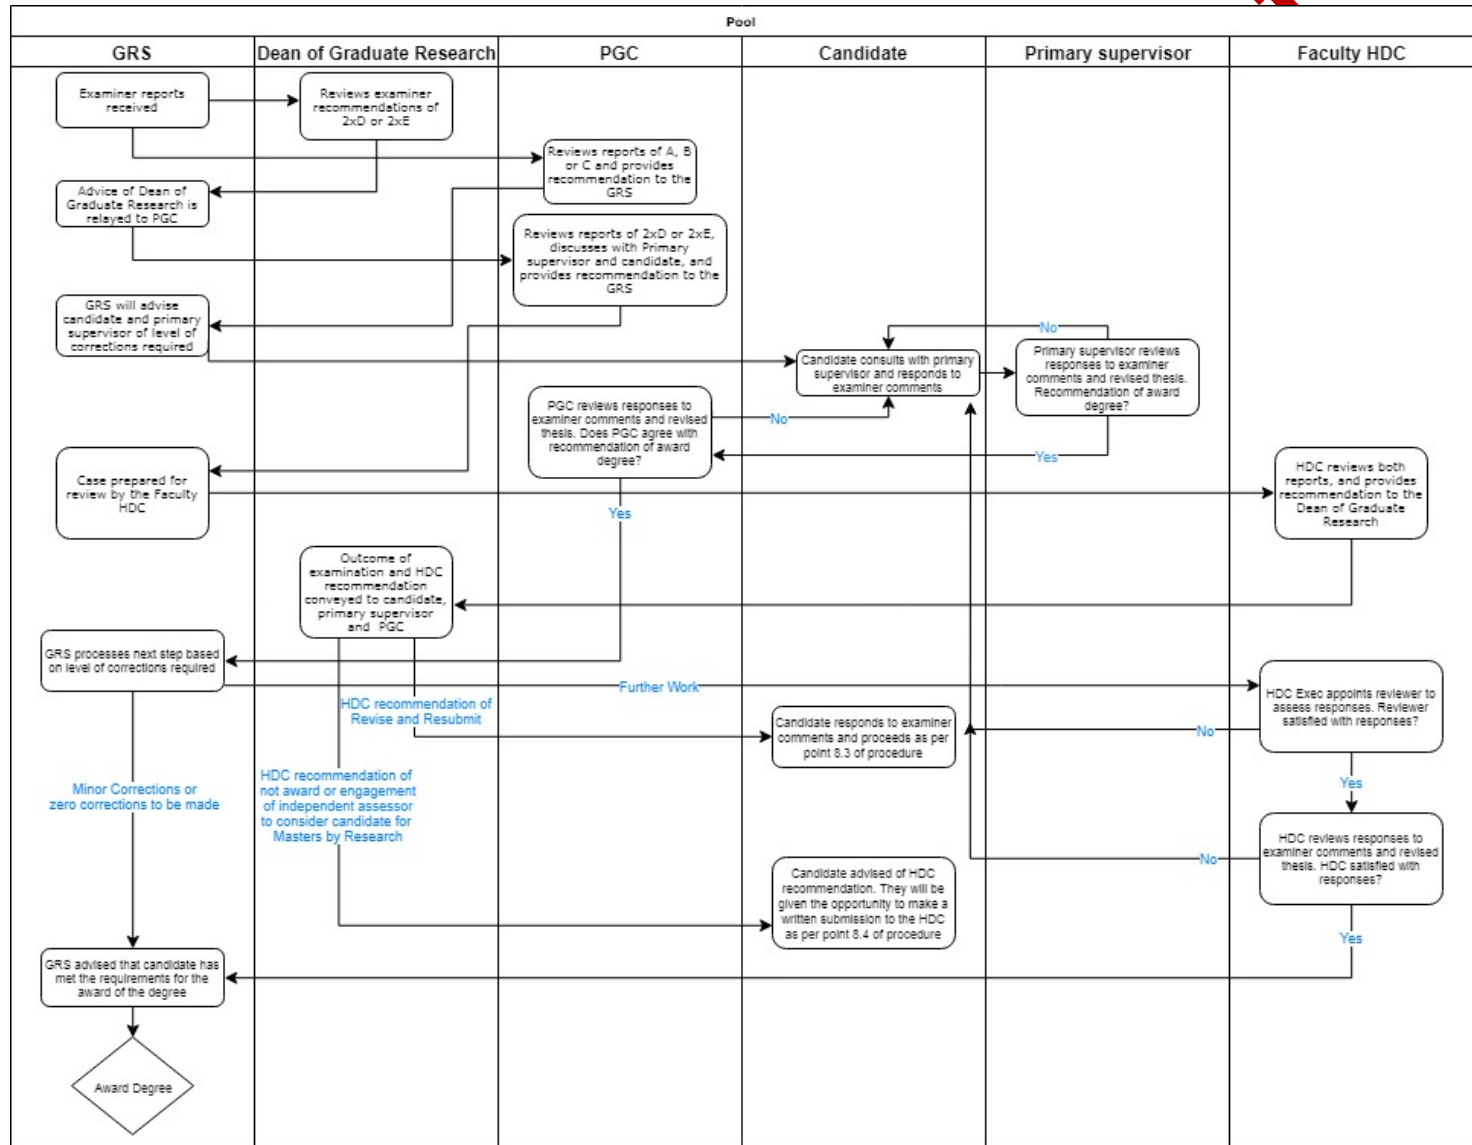 Pool
GRS
Dean of Graduate Research
PGC
Candidate
Primary supervisor
Faculty HDC
Examiner reports
received
Reviews examiner
recommendations of
2xD or 2xE
Reviews reports of A, B
or C and provides
recommendation to the
GRS
Advice of Dean of
Graduate Research is
relayed to PGC
Reviews reports of 2xD or 2xE,
discusses with Primary
supervisor and candidate, and
provides recommendation to the
GRS
GRS will advise
candidate and primary
supervisor of level of
corrections required
No
Candidate consults with primary
supervisor and responds to
examiner comments
Primary supervisor reviews
responses to examiner
comments and revised thesis.
Recommendation of award
degree?
PGC reviews responses to
examiner comments and revised
thesis. Does PGC agree with
recommendation of award
degree?
No
Yes
Case prepared for
review by the Faculty
HDC
HDC reviews both
reports, and provides
recommendation to the
Dean of Graduate
Research
Yes
Outcome of
examination and HDC
recommendation
conveyed to candidate,
primary supervisor
and PGC
GRS processes next step based
on level of corrections required
Further Work
HDC Exec appoints reviewer to
assess responses. Reviewer
satisfied with responses?
HDC recommendation of
Revise and Resubmit
Candidate responds to examiner
comments and proceeds as per
point 8.3 of procedure
No
Minor Corrections or
zero corrections to be made
HDC recommendation of
not award or engagement
of independent assessor
to consider candidate for
Masters by Research
Yes
HDC reviews responses to
examiner comments and revised
thesis. HDC satisfied with
responses?
No
Candidate advised of HDC
recommendation. They will be
given the opportunity to make a
written submission to the HDC
as per point 8.4 of procedure
Yes
GRS advised that candidate has
met the requirements for the
award of the degree
Award Degree